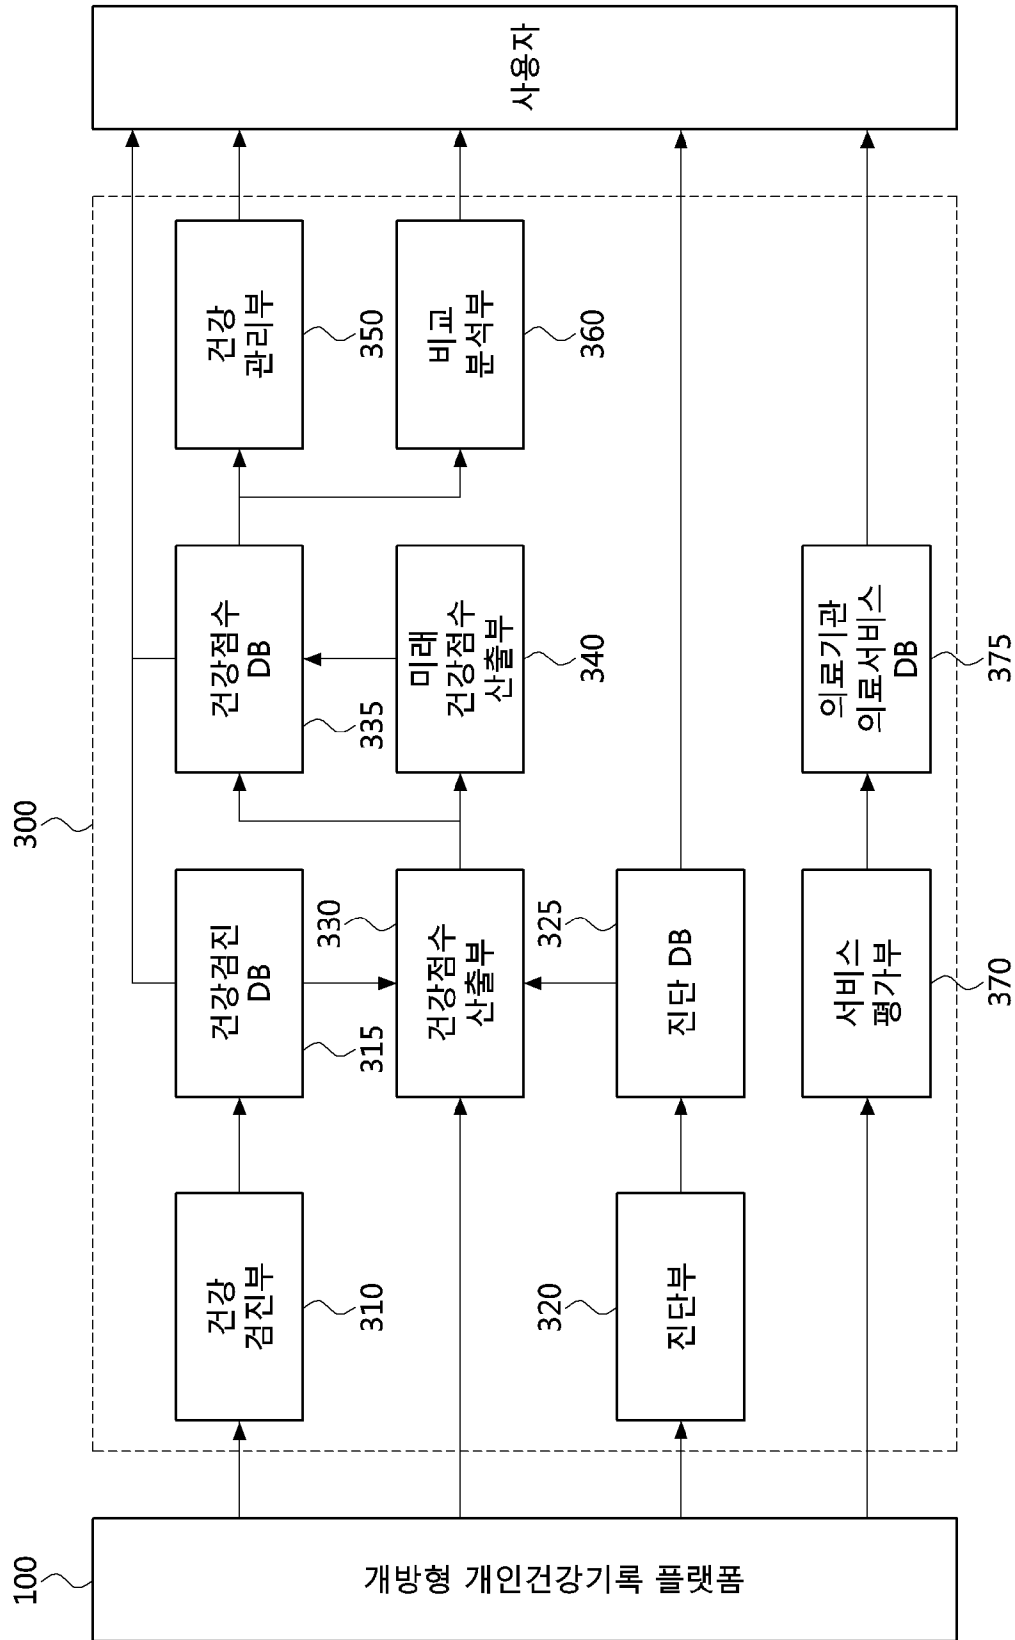 100
개방형 개인건강기록 플랫폼
300
건강
검진부
310
건강검진
DB
315
건강점수
DB
335
건강
관리부
350
건강점수
산출부
330
미래
건강점수
산출부
340
비교
분석부
360
진단부
320
진단 DB
325
서비스
평가부
370
의료기관
의료서비스
DB
375
사용자